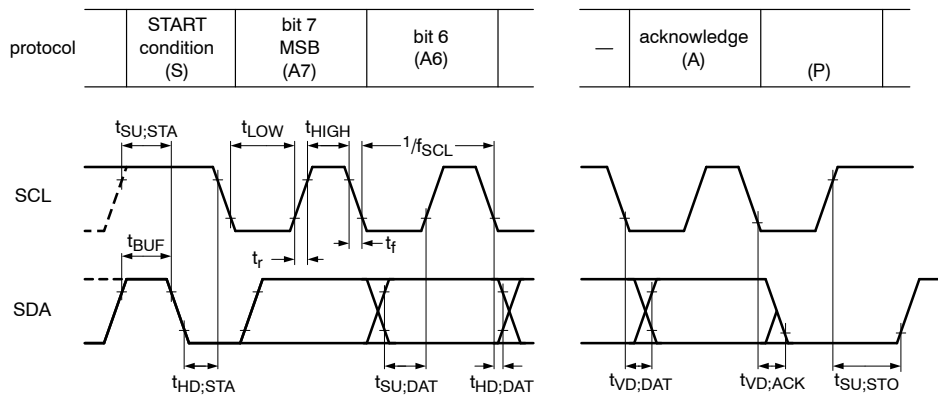 protocol
START
condition
(S)
bit 7
MSB
(A7)
bit 6
(A6)
—
acknowledge
(A)
(P)
tSU;STA
tLOW
tHIGH
1/fSCL
SCL
tBUF
tr
tf
SDA
tHD;STA
tSU;DAT
tHD;DAT
tVD;DAT
tVD;ACK
tSU;STO